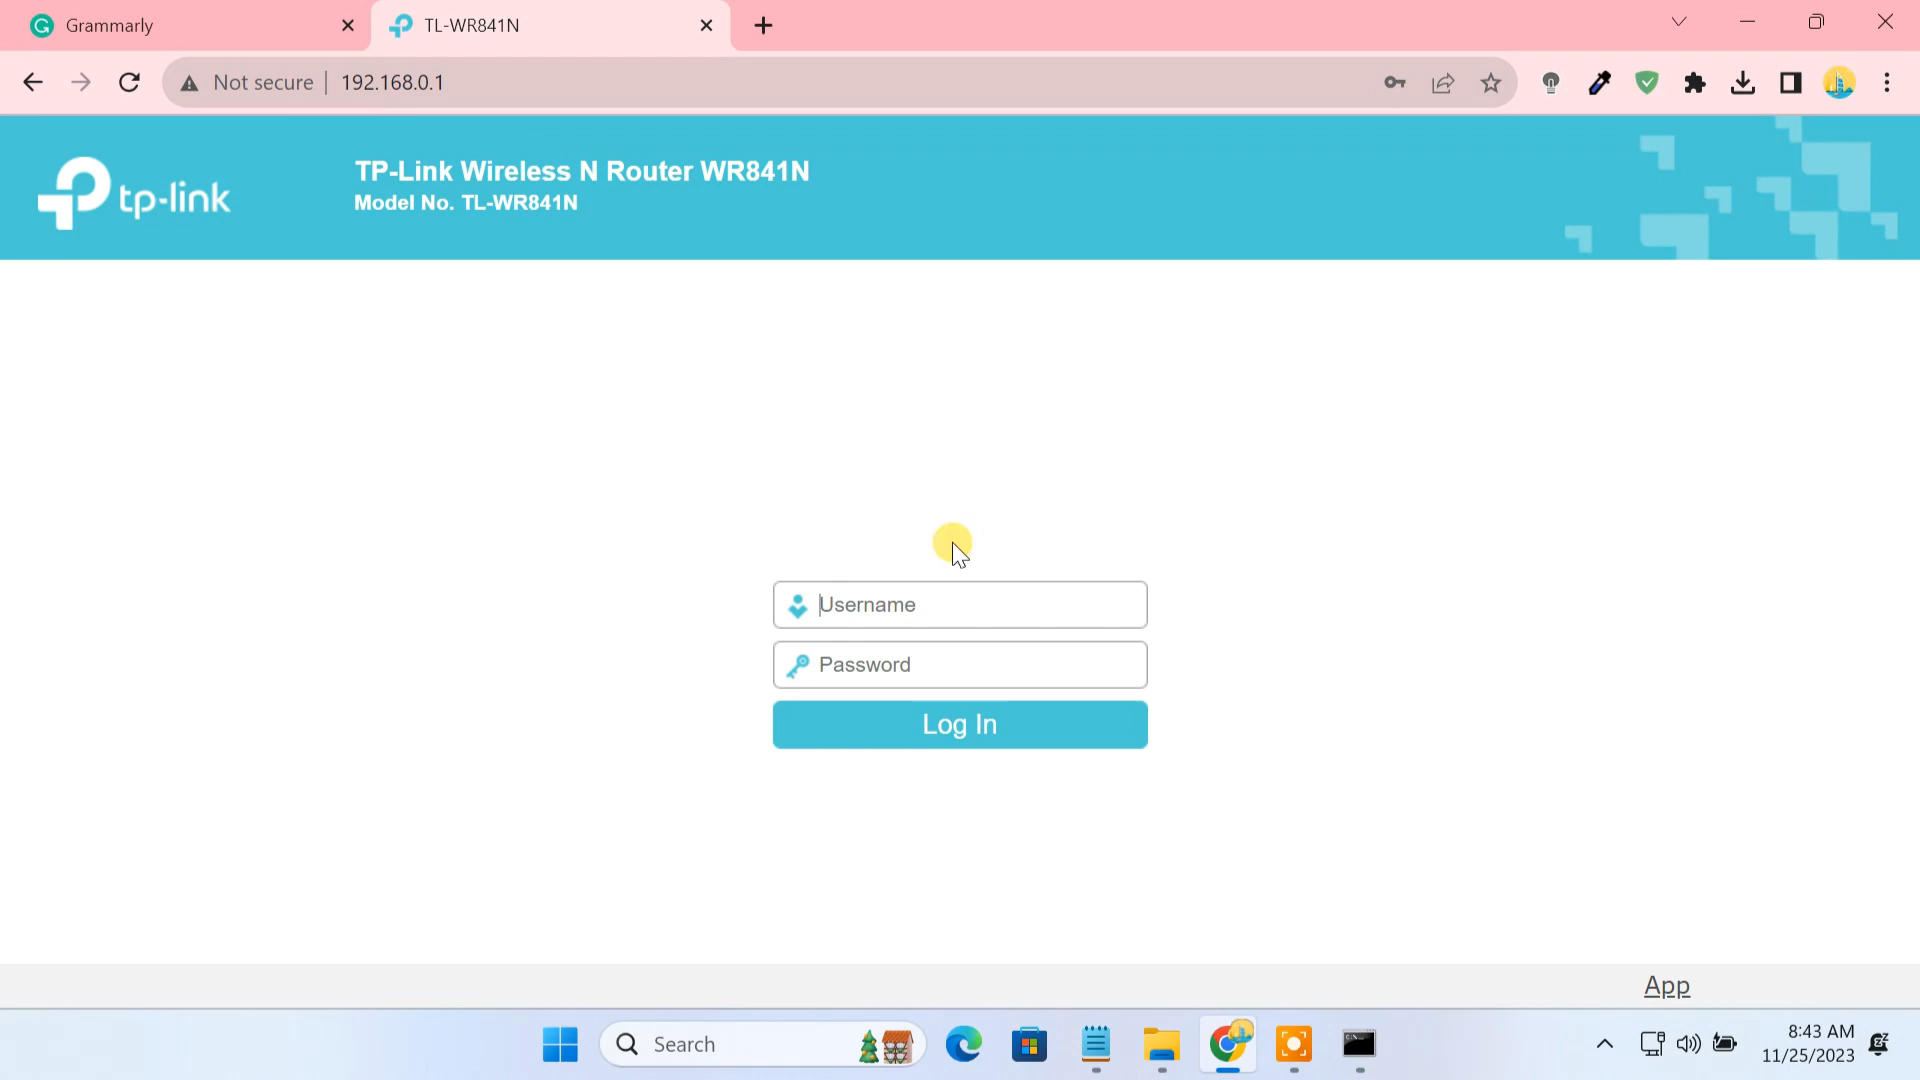 Grammarly
TL-WR841N
Not secure
192.168.0.1
tp-link
TP-Link Wireless N Router WR841N
Model No. TL-WR841N
Username
Password
Log In
App
Search
8:43 AM
11/25/2023